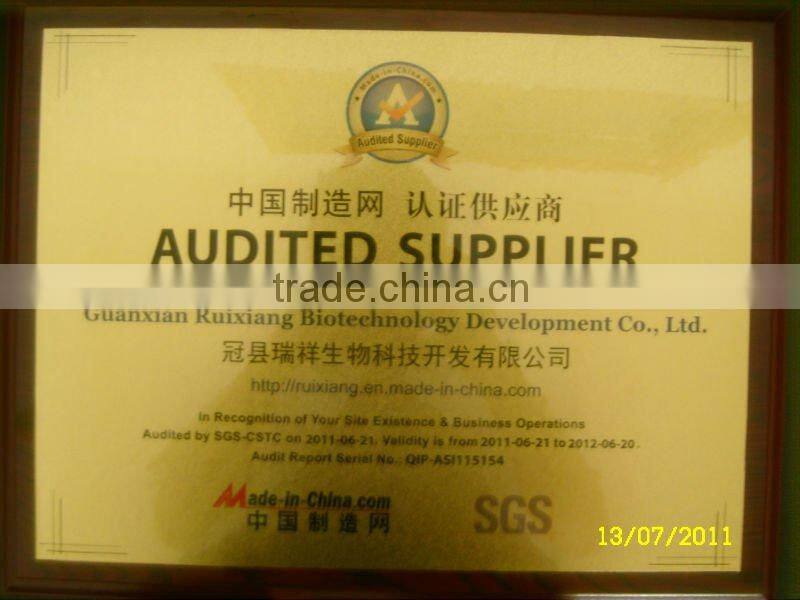 Made-in-China.com
A
Audited Supplier
中国制造网 认证供应商
AUDITED SUPPLIER
trade.china.cn
Guanxian Ruixiang Biotechnology Development Co., Ltd.
冠县瑞祥生物科技开发有限公司
http://ruixiang.en.made-in-china.com
In Recognition of Your Site Existence & Business Operations
Audited by SGS-CSTC on 2011-06-21. Validity is from 2011-06-21 to 2012-06-20.
Audit Report Serial No.: QIP-ASI115154
Made-in-China.com
中国制造网
SGS
13/07/2011